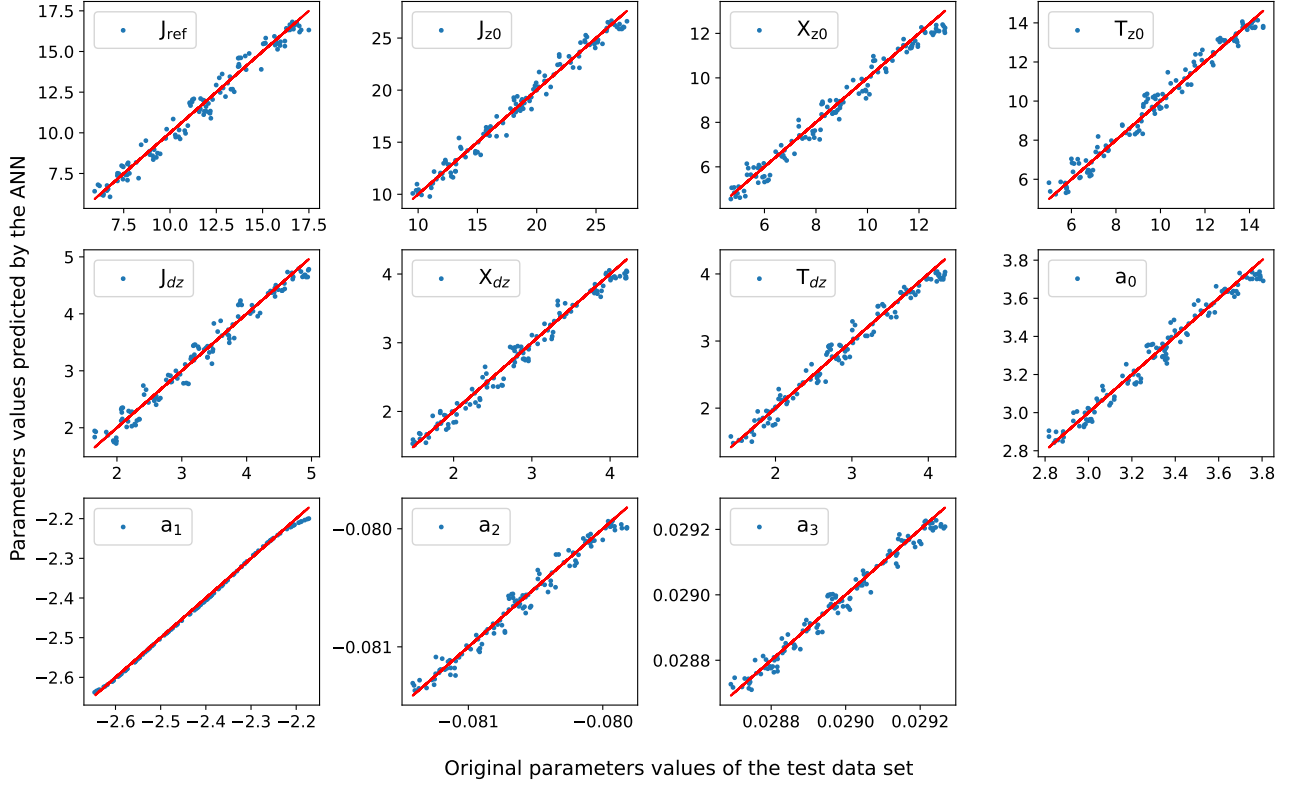 Parameters values predicted by the ANN
17.5
15.0
12.5
10.0
7.5
J_ref
7.5 10.0 12.5 15.0 17.5
25
20
15
10
J_z0
10 15 20 25
12
10
8
6
X_z0
6 8 10 12
14
12
10
8
6
T_z0
6 8 10 12 14
5
4
3
2
J_dz
2 3 4 5
4
3
2
X_dz
2 3 4
4
3
2
T_dz
2 3 4
3.8
3.6
3.4
3.2
3.0
2.8
a_0
2.8 3.0 3.2 3.4 3.6 3.8
−2.2
−2.3
−2.4
−2.5
−2.6
a_1
−2.6 −2.5 −2.4 −2.3 −2.2
−0.080
−0.081
a_2
−0.081 −0.080
0.0292
0.0290
0.0288
a_3
0.0288 0.0290 0.0292
Original parameters values of the test data set